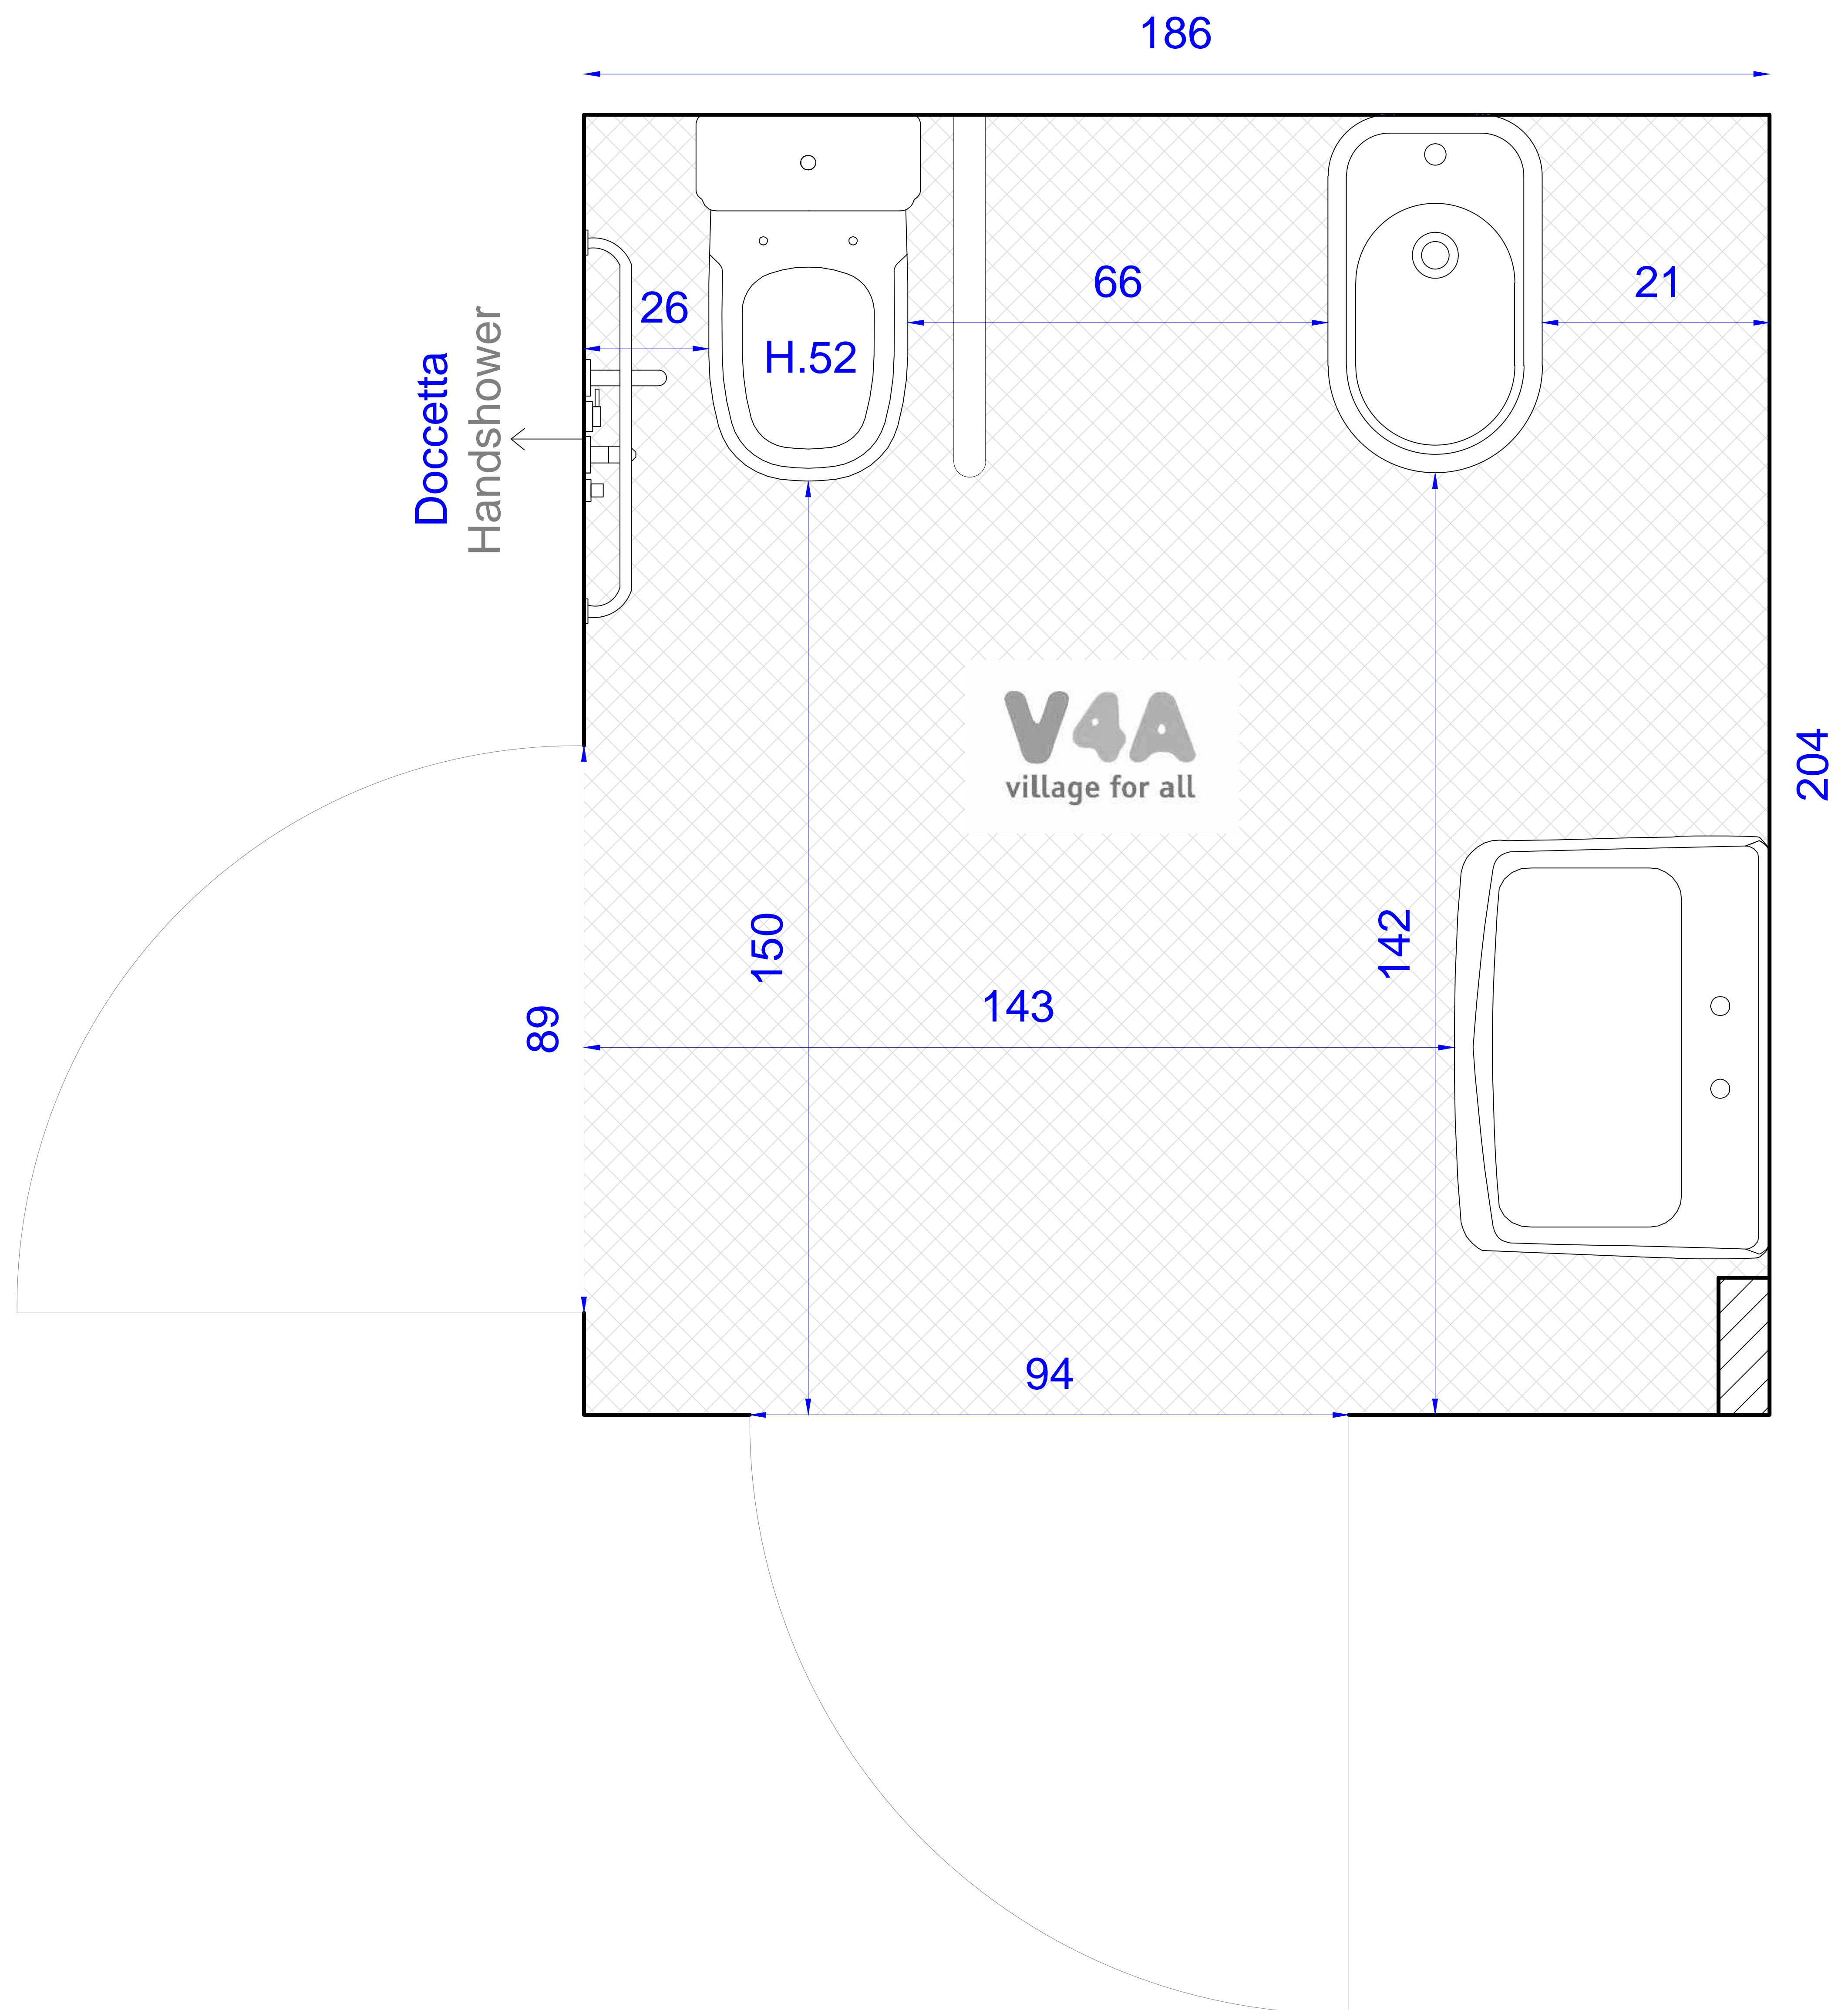 186
26
66
21
H.52
Doccetta
Handshower
V4A
village for all
204
150
142
143
89
94